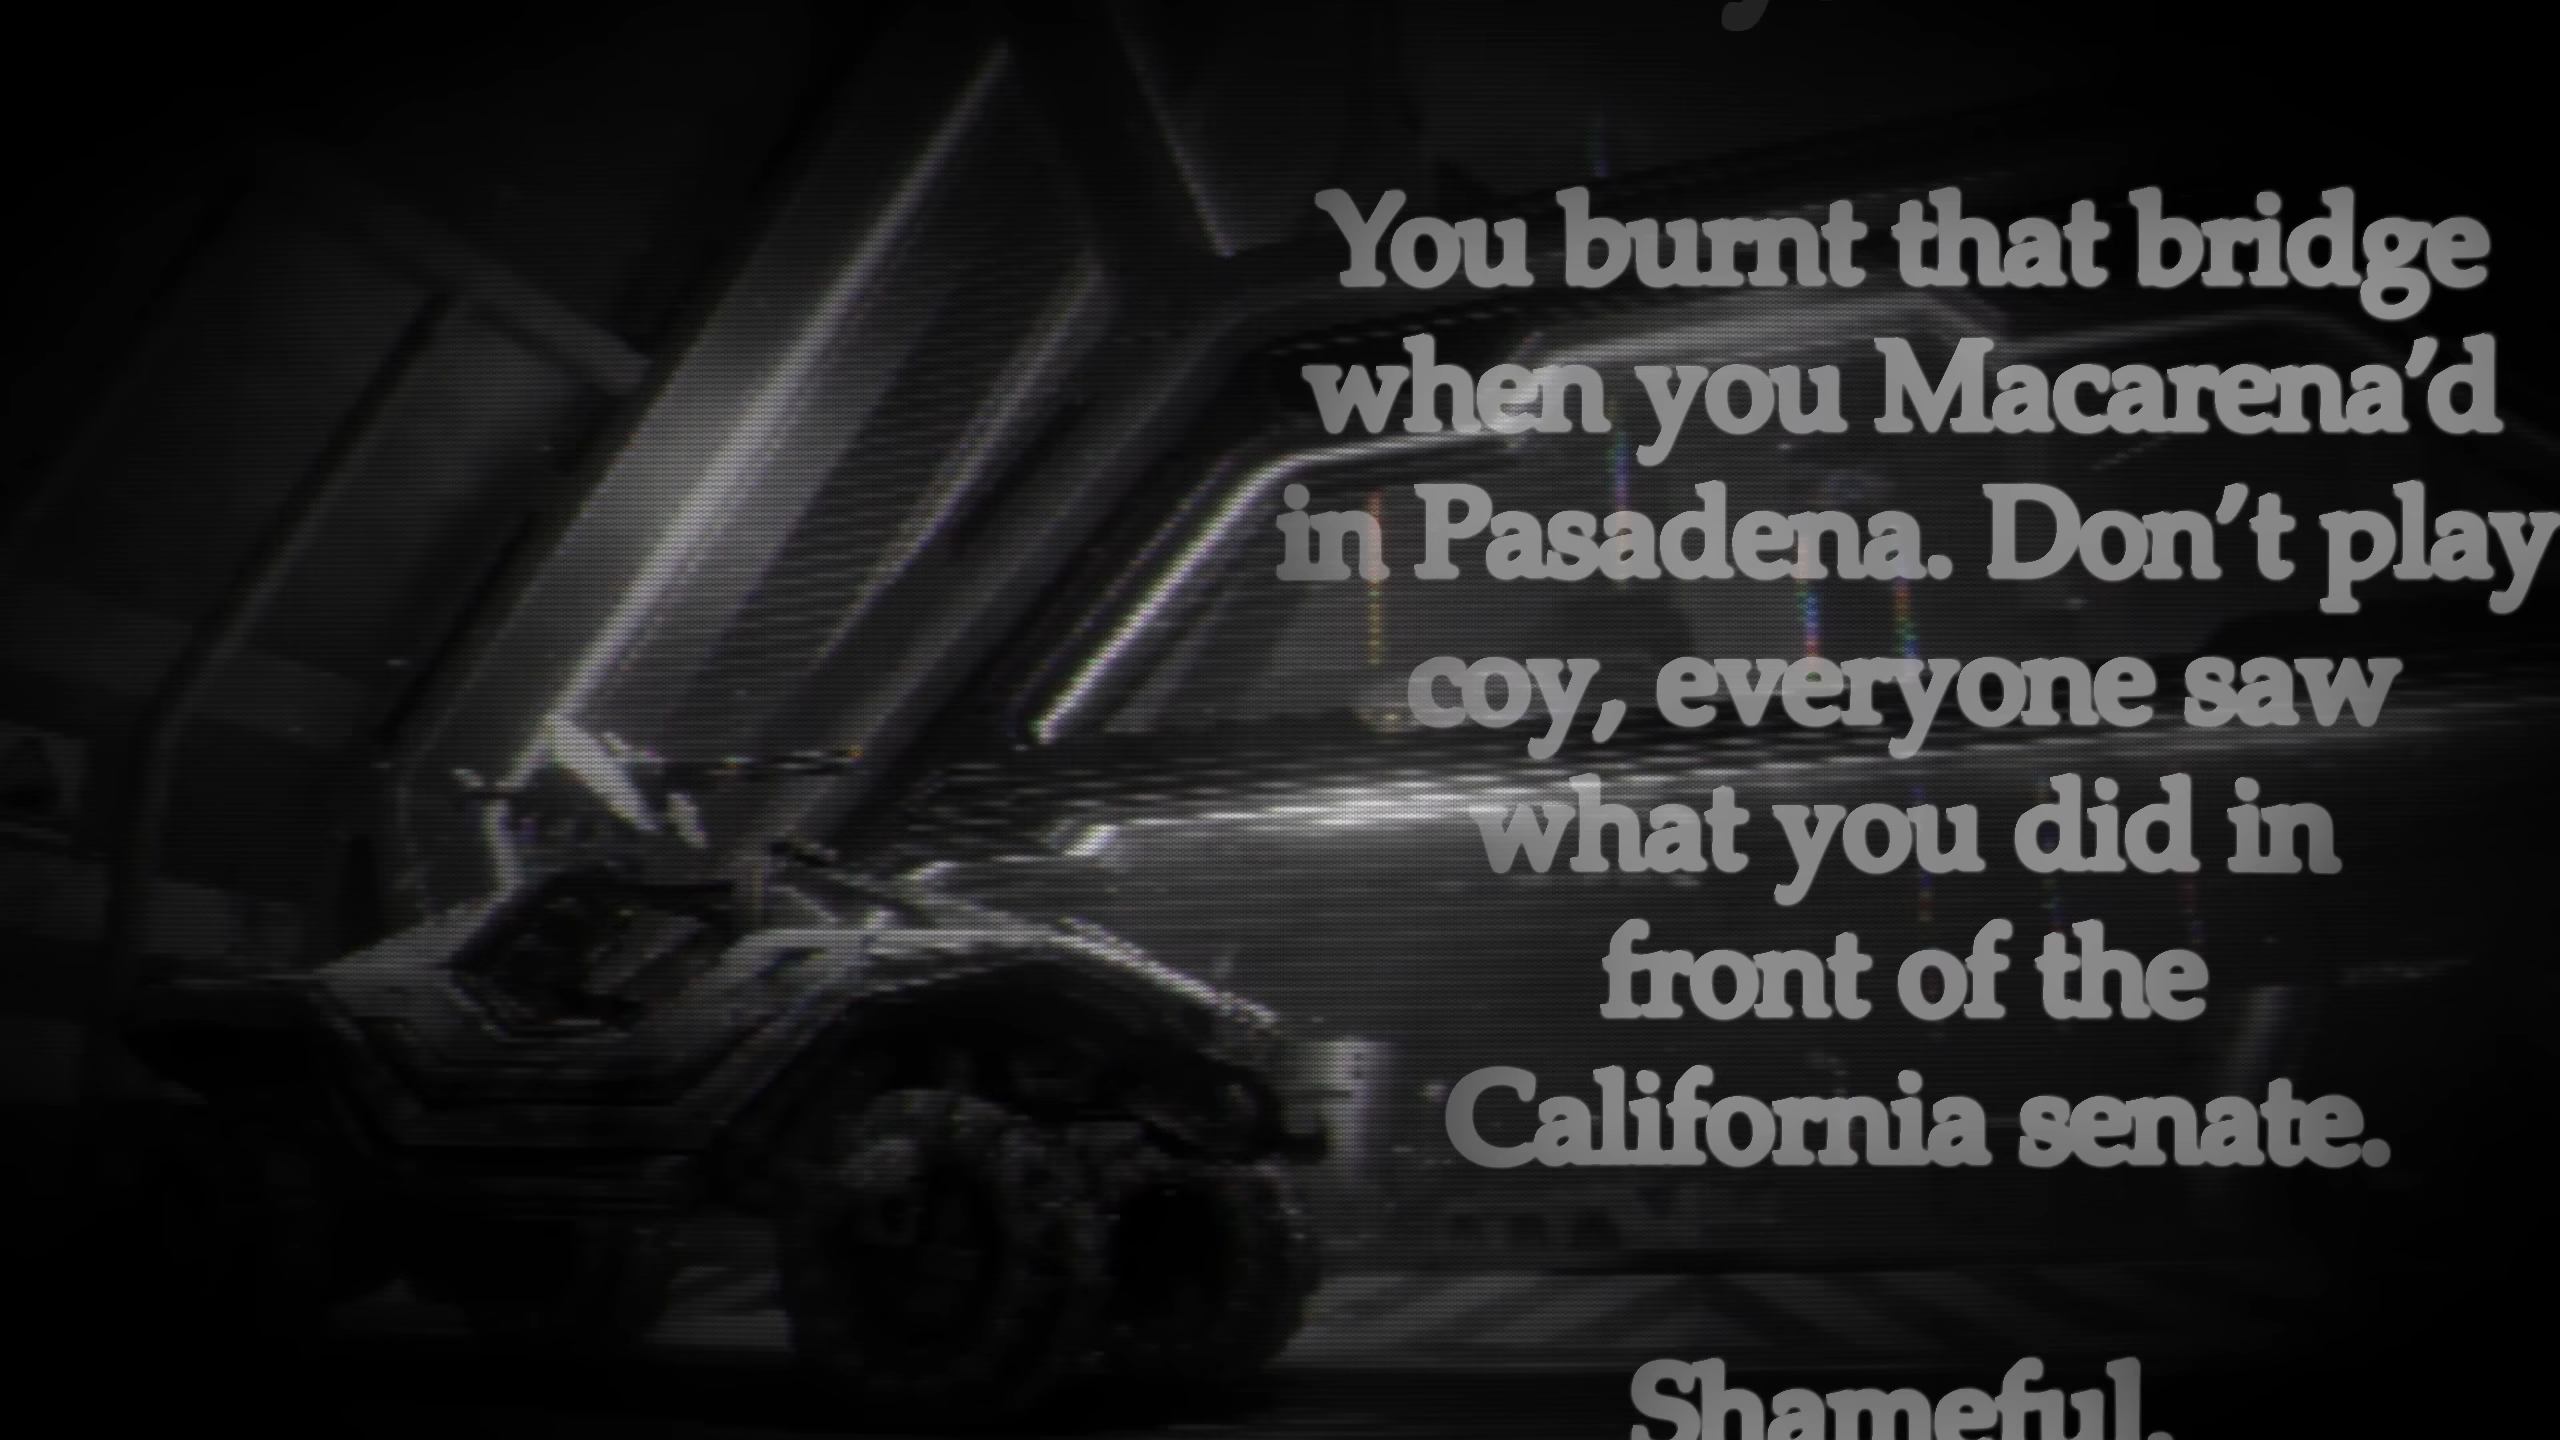 You burnt that bridge
when you Macarena’d
in Pasadena. Don’t play
coy, everyone saw
what you did in
front of the
California senate.
Shameful.